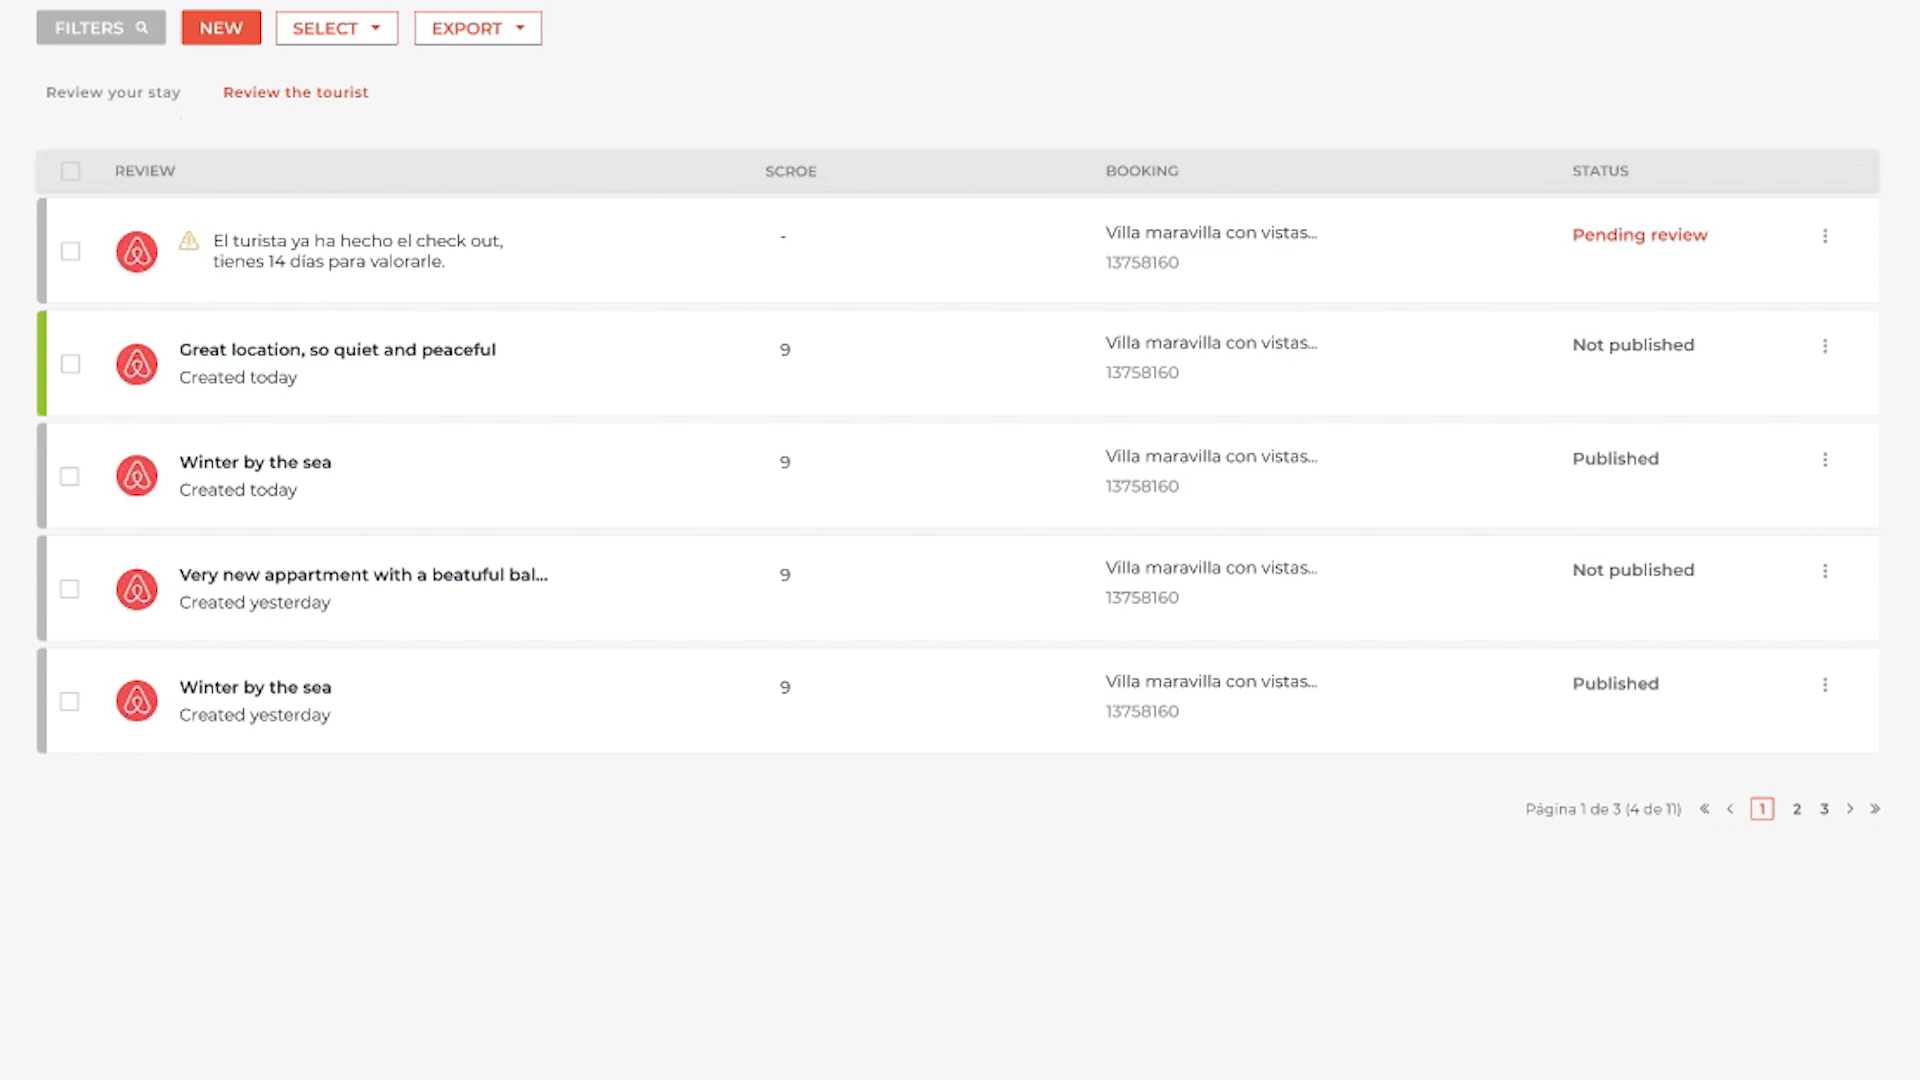 FILTERS
NEW
SELECT
EXPORT
Review your stay
Review the tourist
REVIEW
SCROE
BOOKING
STATUS
El turista ya ha hecho el check out,
tienes 14 días para valorarle.
-
Villa maravilla con vistas...
13758160
Pending review
Great location, so quiet and peaceful
Created today
9
Villa maravilla con vistas...
13758160
Not published
Winter by the sea
Created today
9
Villa maravilla con vistas...
13758160
Published
Very new appartment with a beatuful bal...
Created yesterday
9
Villa maravilla con vistas...
13758160
Not published
Winter by the sea
Created yesterday
9
Villa maravilla con vistas...
13758160
Published
Página 1 de 3 (4 de 11) « < 1 2 3 > »